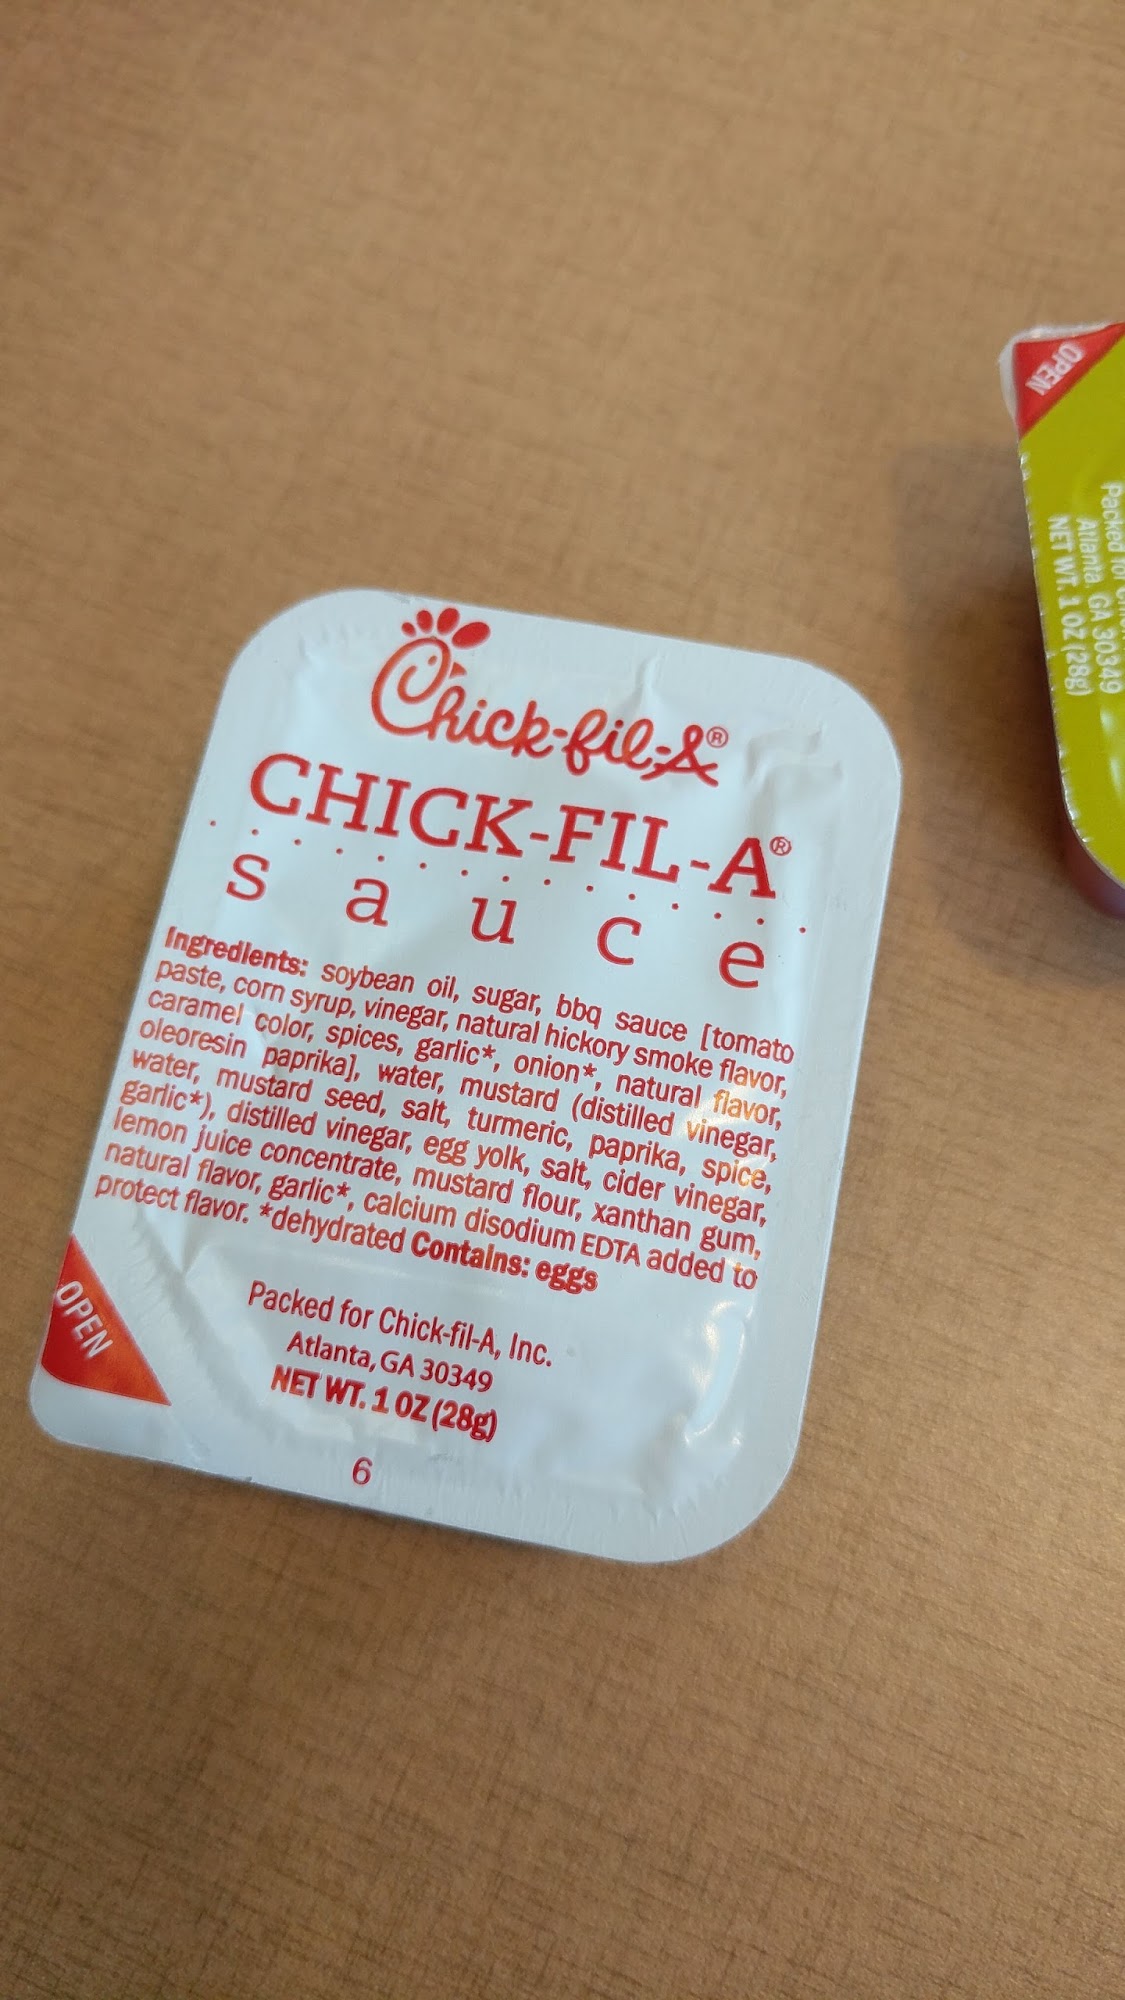 Chick-fil-A®
CHICK-FIL-A®
sauce
Ingredients: soybean oil, sugar, bbq sauce [tomato
paste, corn syrup, vinegar, natural hickory smoke flavor,
caramel color, spices, garlic*, onion*, natural flavor,
oleoresin paprika], water, mustard (distilled vinegar,
water, mustard seed, salt, turmeric, paprika, spice,
garlic*), distilled vinegar, egg yolk, salt, cider vinegar,
lemon juice concentrate, mustard flour, xanthan gum,
natural flavor, garlic*, calcium disodium EDTA added to
protect flavor. *dehydrated Contains: eggs
OPEN
Packed for Chick-fil-A, Inc.
Atlanta, GA 30349
NET WT. 1 OZ (28g)
6
OPEN
Packed for
Atlanta, GA 30349
NET WT. 1 OZ (28g)